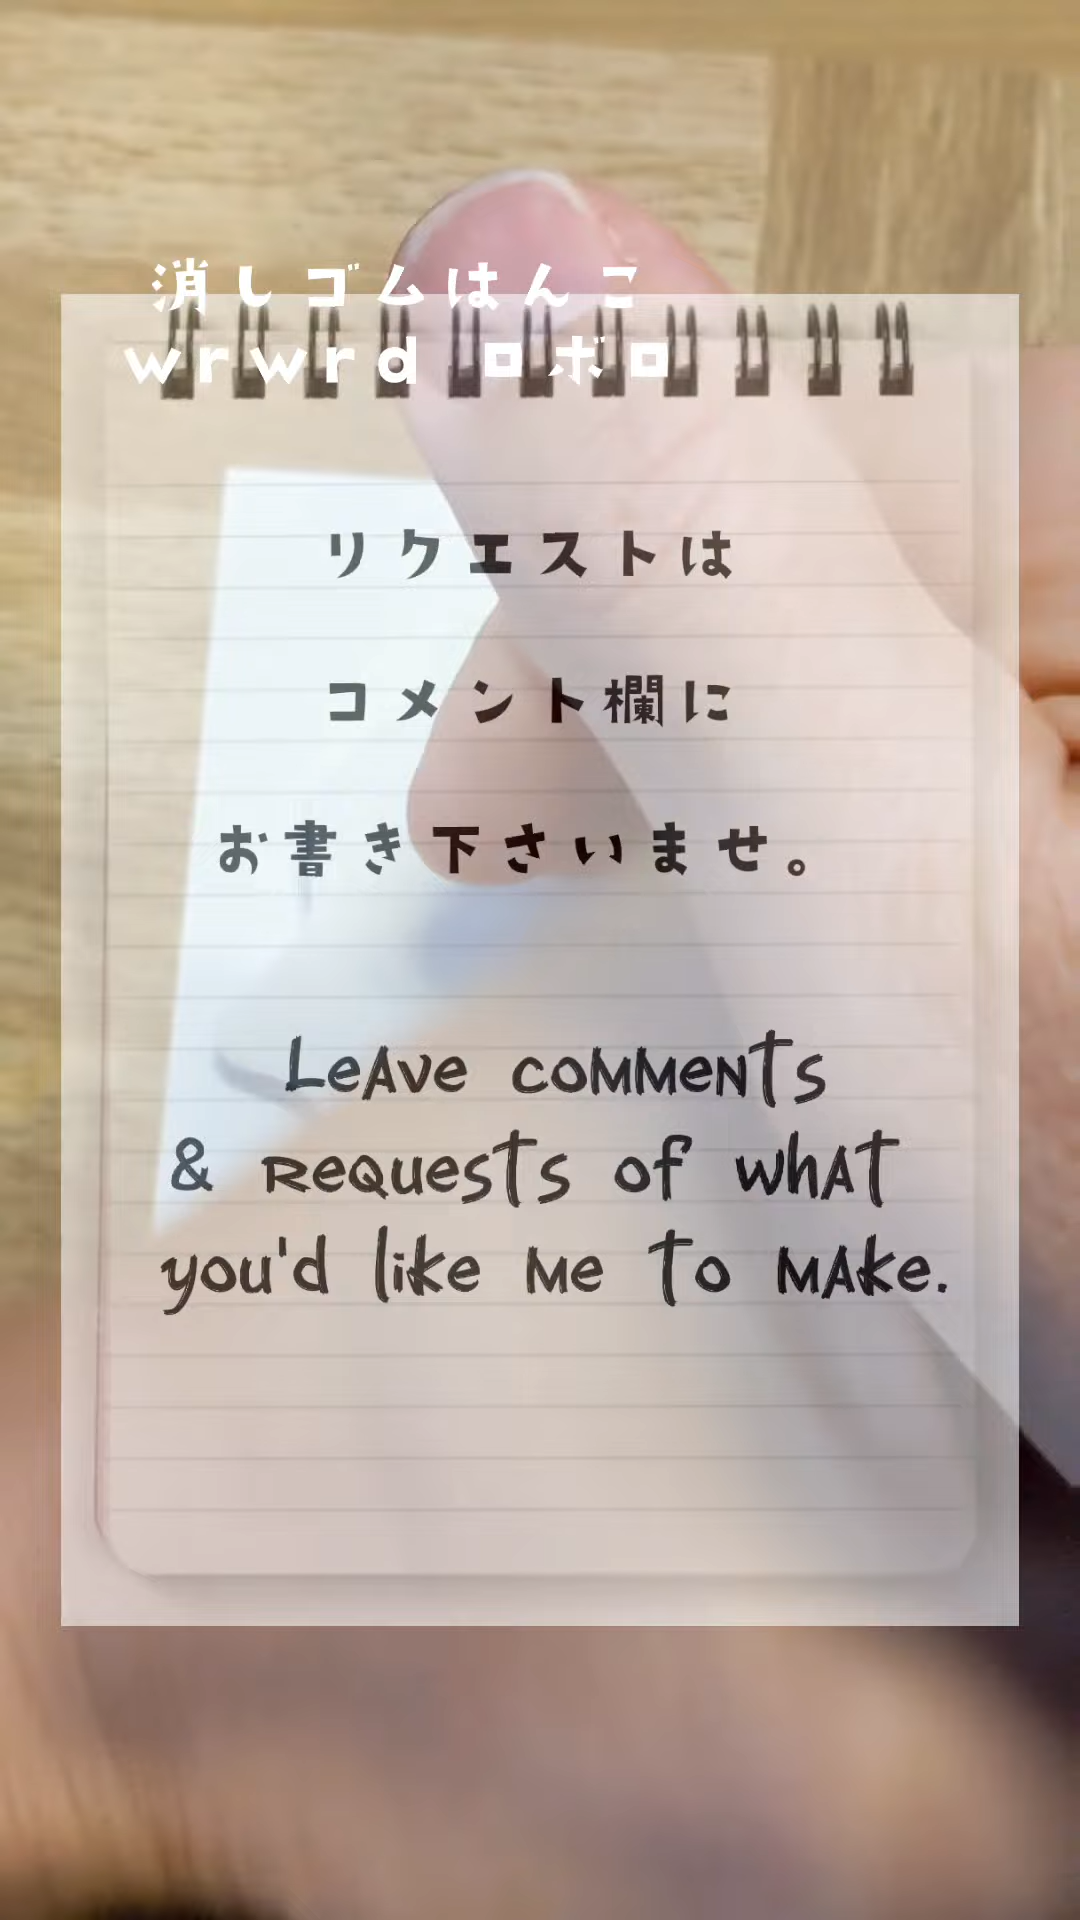 消しゴムはんこ
wrwrd ロボロ
リクエストは
コメント欄に
お書き下さいませ。
Leave comments
& requests of what
you'd like me to make.